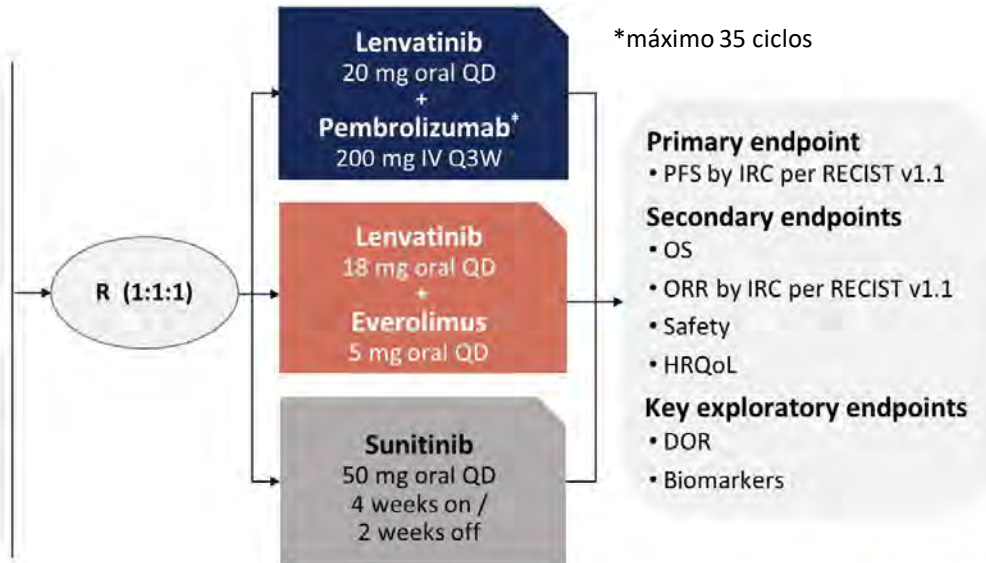 Lenvatinib
20 mg oral QD
+
Pembrolizumab*
200 mg IV Q3W
*máximo 35 ciclos
R (1:1:1)
Lenvatinib
18 mg oral QD
+
Everolimus
5 mg oral QD
Sunitinib
50 mg oral QD
4 weeks on /
2 weeks off
Primary endpoint
• PFS by IRC per RECIST v1.1
Secondary endpoints
• OS
• ORR by IRC per RECIST v1.1
• Safety
• HRQoL
Key exploratory endpoints
• DOR
• Biomarkers